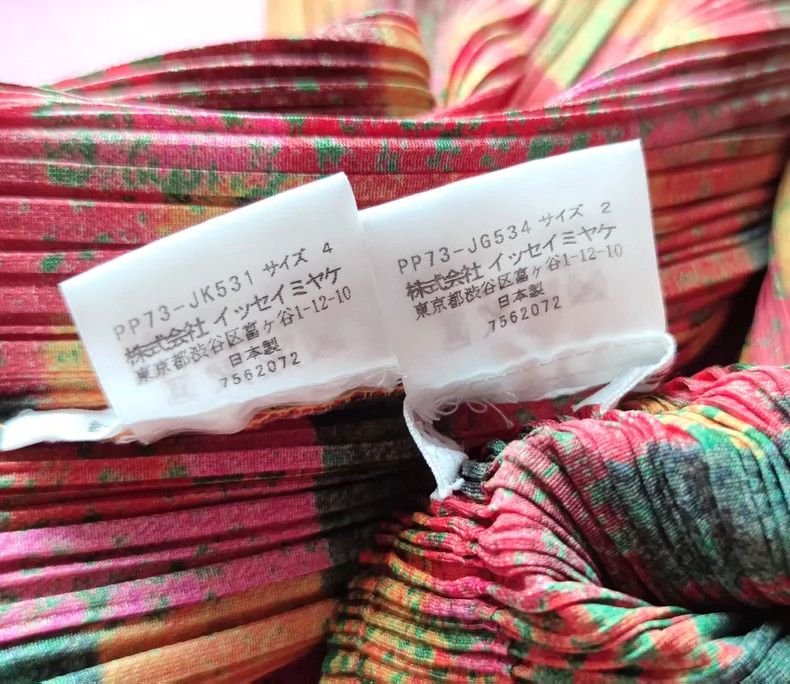 PP73-JK531 サイズ 4
株式会社 イッセイミヤケ
東京都渋谷区富ヶ谷1-12-10
日本製
7562072
PP73-JG534 サイズ 2
株式会社 イッセイミヤケ
東京都渋谷区富ヶ谷1-12-10
日本製
7562072